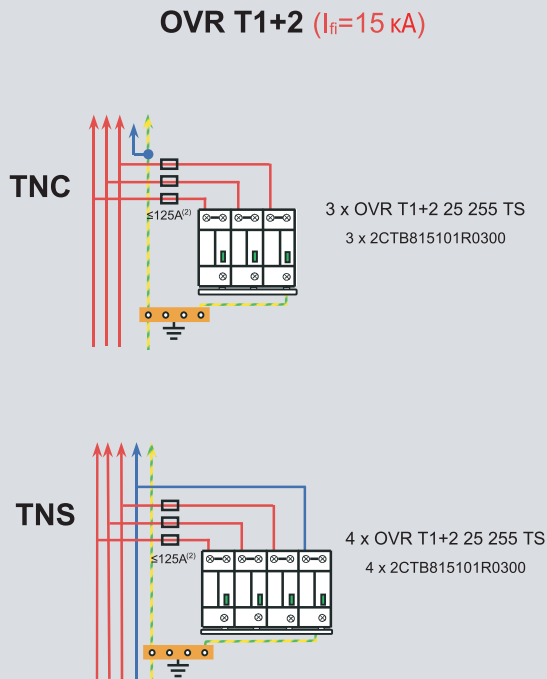 OVR T1+2 (Ifi=15 кА)
TNC
≤125A(2)
3 x OVR T1+2 25 255 TS
3 x 2CTB815101R0300
TNS
≤125A(2)
4 x OVR T1+2 25 255 TS
4 x 2CTB815101R0300